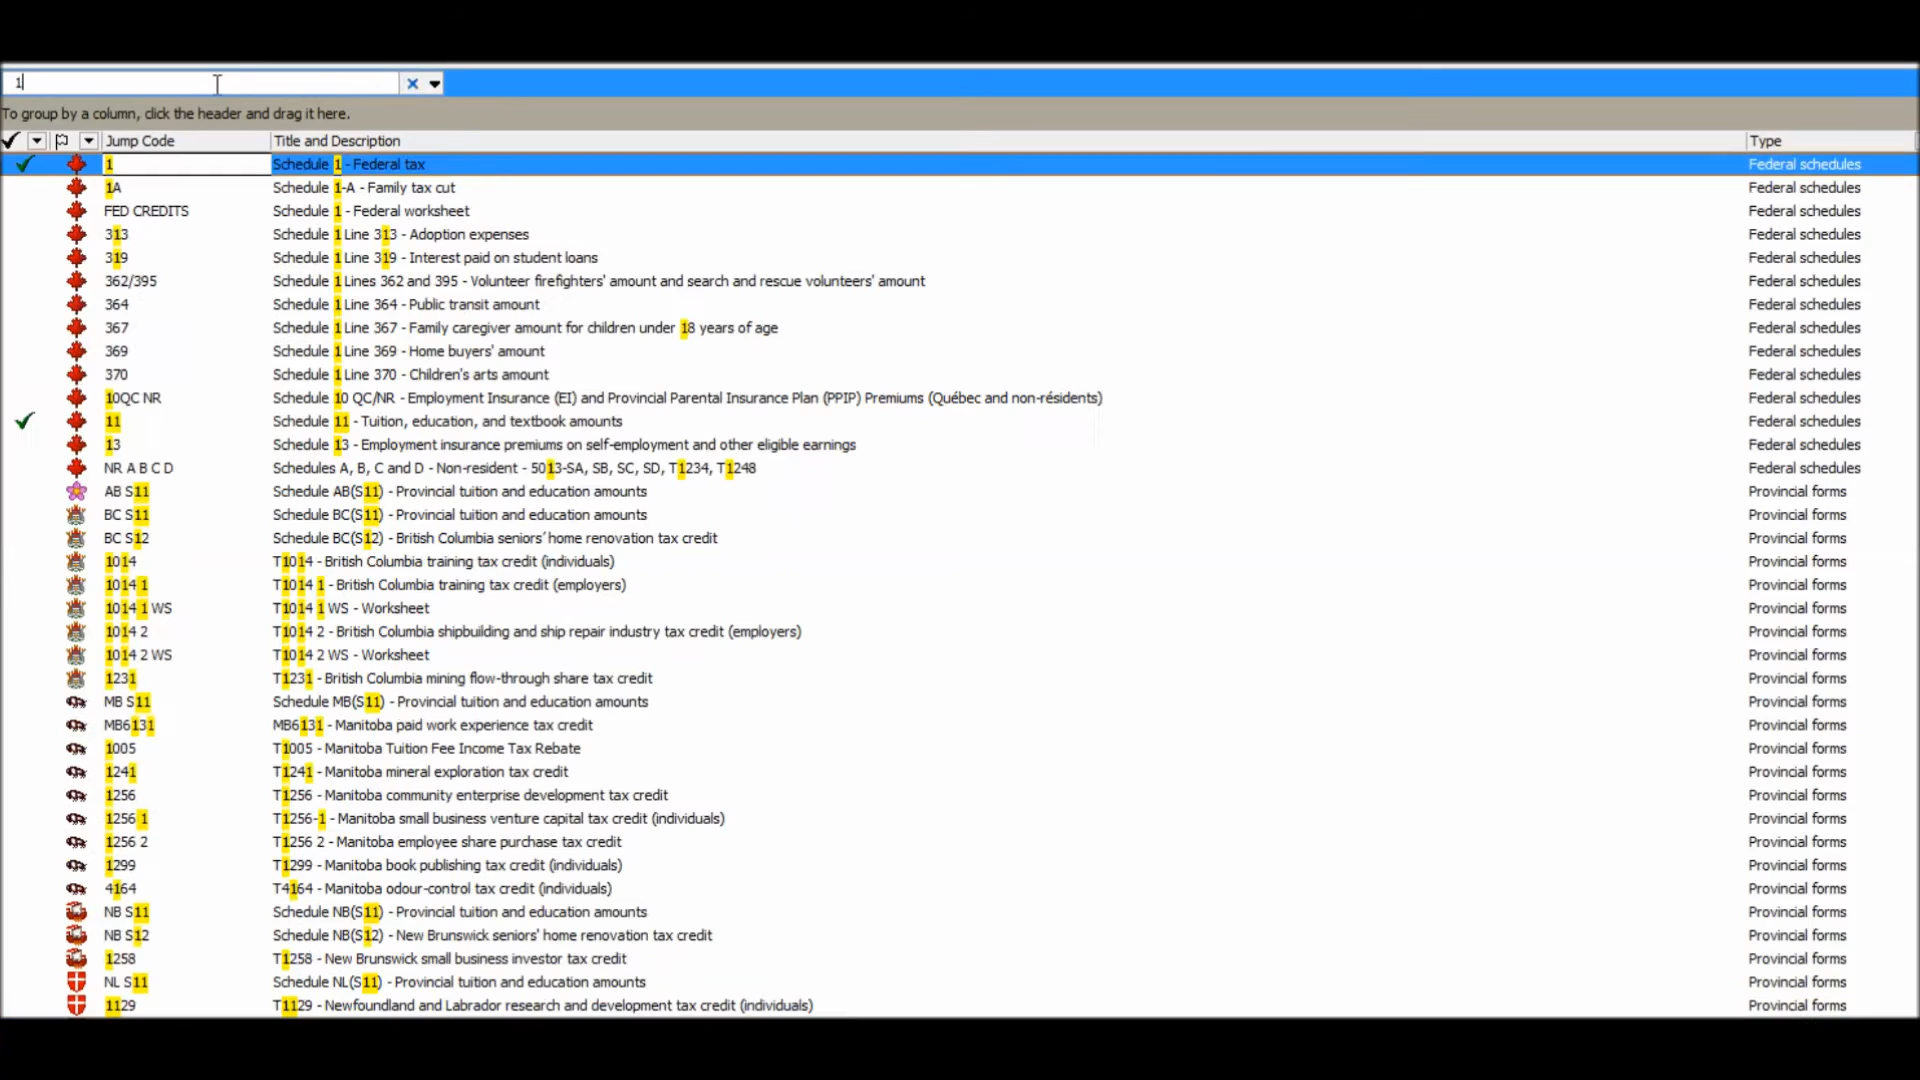 1
To group by a column, click the header and drag it here.
Jump Code Title and Description Type
1 Schedule 1 - Federal tax Federal schedules
1A Schedule 1-A - Family tax cut Federal schedules
FED CREDITS Schedule 1 - Federal worksheet Federal schedules
313 Schedule 1 Line 313 - Adoption expenses Federal schedules
319 Schedule 1 Line 319 - Interest paid on student loans Federal schedules
362/395 Schedule 1 Lines 362 and 395 - Volunteer firefighters' amount and search and rescue volunteers' amount Federal schedules
364 Schedule 1 Line 364 - Public transit amount Federal schedules
367 Schedule 1 Line 367 - Family caregiver amount for children under 18 years of age Federal schedules
369 Schedule 1 Line 369 - Home buyers' amount Federal schedules
370 Schedule 1 Line 370 - Children's arts amount Federal schedules
10QC NR Schedule 10 QC/NR - Employment Insurance (EI) and Provincial Parental Insurance Plan (PPIP) Premiums (Québec and non-résidents) Federal schedules
11 Schedule 11 - Tuition, education, and textbook amounts Federal schedules
13 Schedule 13 - Employment insurance premiums on self-employment and other eligible earnings Federal schedules
NR A B C D Schedules A, B, C and D - Non-resident - 5013-SA, SB, SC, SD, T1234, T1248 Federal schedules
AB S11 Schedule AB(S11) - Provincial tuition and education amounts Provincial forms
BC S11 Schedule BC(S11) - Provincial tuition and education amounts Provincial forms
BC S12 Schedule BC(S12) - British Columbia seniors' home renovation tax credit Provincial forms
1014 T1014 - British Columbia training tax credit (individuals) Provincial forms
1014 1 T1014 1 - British Columbia training tax credit (employers) Provincial forms
1014 1 WS T1014 1 WS - Worksheet Provincial forms
1014 2 T1014 2 - British Columbia shipbuilding and ship repair industry tax credit (employers) Provincial forms
1014 2 WS T1014 2 WS - Worksheet Provincial forms
1231 T1231 - British Columbia mining flow-through share tax credit Provincial forms
MB S11 Schedule MB(S11) - Provincial tuition and education amounts Provincial forms
MB6131 MB6131 - Manitoba paid work experience tax credit Provincial forms
1005 T1005 - Manitoba Tuition Fee Income Tax Rebate Provincial forms
1241 T1241 - Manitoba mineral exploration tax credit Provincial forms
1256 T1256 - Manitoba community enterprise development tax credit Provincial forms
1256 1 T1256-1 - Manitoba small business venture capital tax credit (individuals) Provincial forms
1256 2 T1256 2 - Manitoba employee share purchase tax credit Provincial forms
1299 T1299 - Manitoba book publishing tax credit (individuals) Provincial forms
4164 T4164 - Manitoba odour-control tax credit (individuals) Provincial forms
NB S11 Schedule NB(S11) - Provincial tuition and education amounts Provincial forms
NB S12 Schedule NB(S12) - New Brunswick seniors' home renovation tax credit Provincial forms
1258 T1258 - New Brunswick small business investor tax credit Provincial forms
NL S11 Schedule NL(S11) - Provincial tuition and education amounts Provincial forms
1129 T1129 - Newfoundland and Labrador research and development tax credit (individuals) Provincial forms